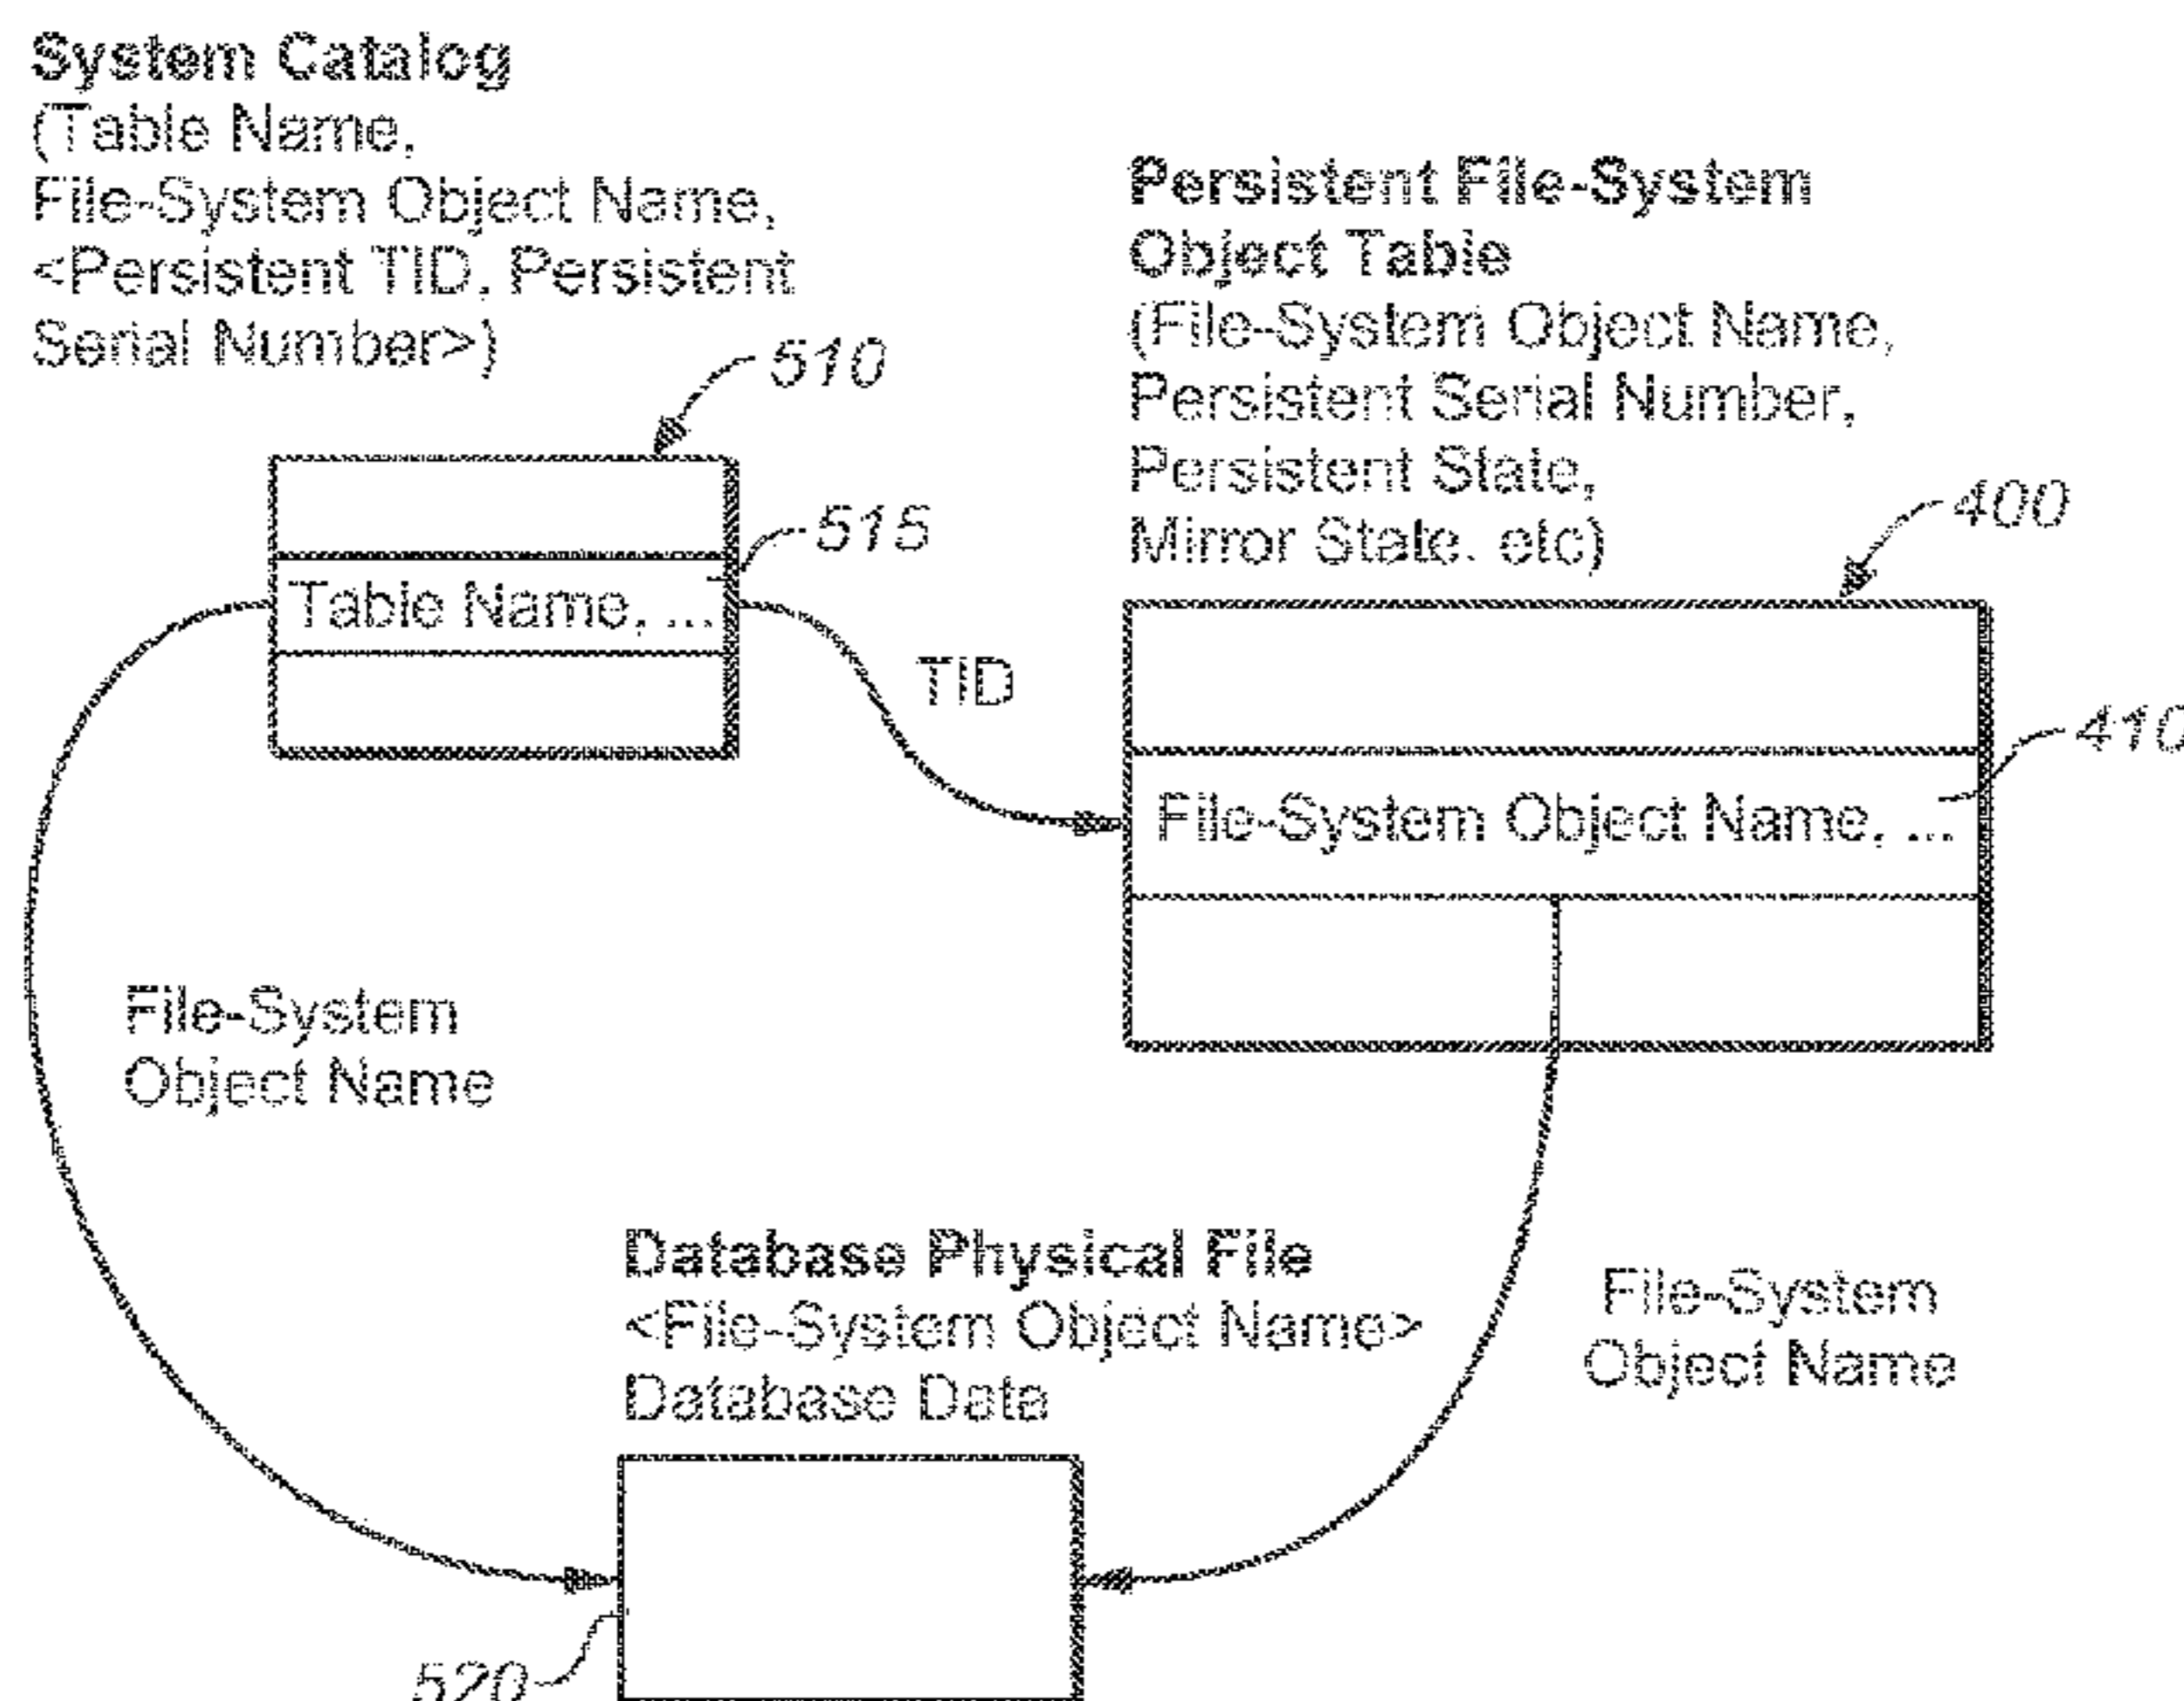 System Catalog
(Table Name,
File-System Object Name,
<Persistent TID, Persistent
Serial Number>)
510
515
Table Name, ...
TID
Persistent File-System
Object Table
(File-System Object Name,
Persistent Serial Number,
Persistent State,
Mirror State, etc)
400
410
File-System Object Name, ...
File-System
Object Name
Database Physical File
<File-System Object Name>
Database Data
File-System
Object Name
520